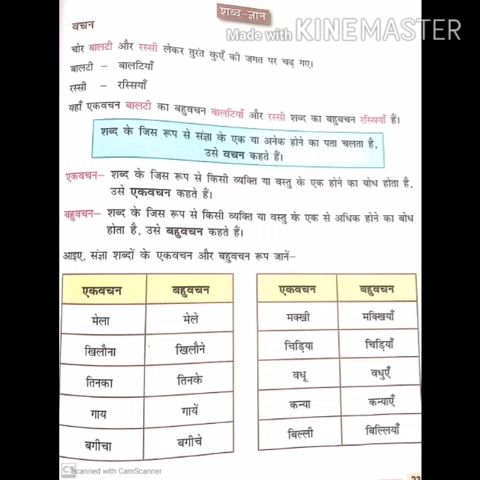 शब्द-ज्ञान
Made with KINEMASTER
वचन
चोर बालटी और रस्सी लेकर तुरंत कुएँ की जगत पर चढ़ गए।
बालटी – बालटियाँ
रस्सी – रस्सियाँ
यहाँ एकवचन बालटी का बहुवचन बालटियाँ और रस्सी शब्द का बहुवचन रस्सियाँ हैं।
शब्द के जिस रूप से संज्ञा के एक या अनेक होने का पता चलता है,
उसे वचन कहते हैं।
एकवचन– शब्द के जिस रूप से किसी व्यक्ति या वस्तु के एक होने का बोध होता है,
उसे एकवचन कहते हैं।
बहुवचन– शब्द के जिस रूप से किसी व्यक्ति या वस्तु के एक से अधिक होने का बोध
होता है, उसे बहुवचन कहते हैं।
आइए, संज्ञा शब्दों के एकवचन और बहुवचन रूप जानें–
एकवचन बहुवचन
मेला मेले
खिलौना खिलौने
तिनका तिनके
गाय गायें
बगीचा बगीचे
एकवचन बहुवचन
मक्खी मक्खियाँ
चिड़िया चिड़ियाँ
वधू वधुएँ
कन्या कन्याएँ
बिल्ली बिल्लियाँ
CS Scanned with CamScanner